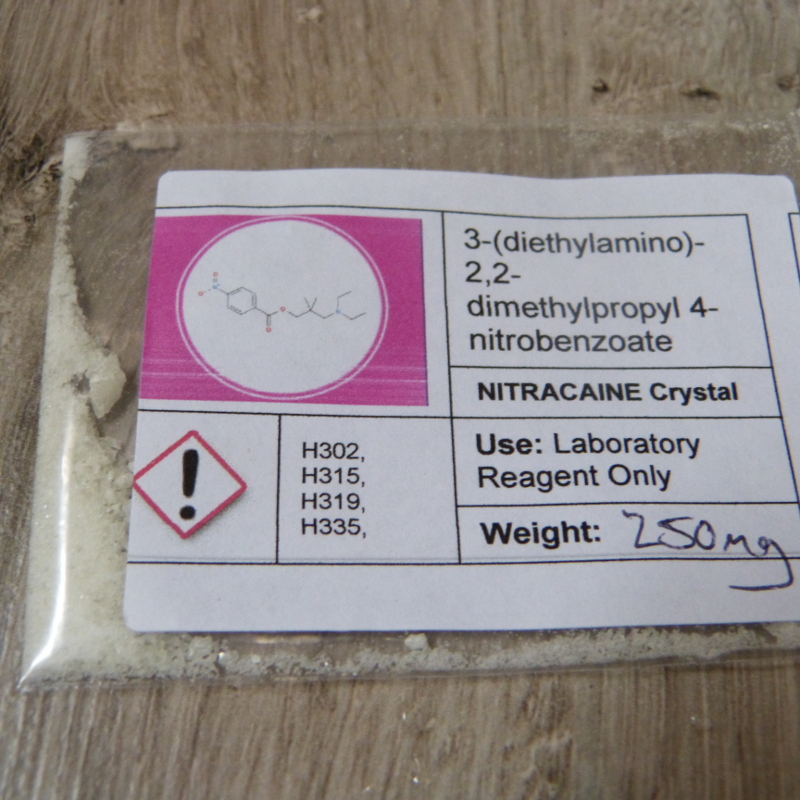 3-(diethylamino)-
2,2-
dimethylpropyl 4-
nitrobenzoate
NITRACAINE Crystal
H302,
H315,
H319,
H335,
Use: Laboratory
Reagent Only
Weight: 250mg